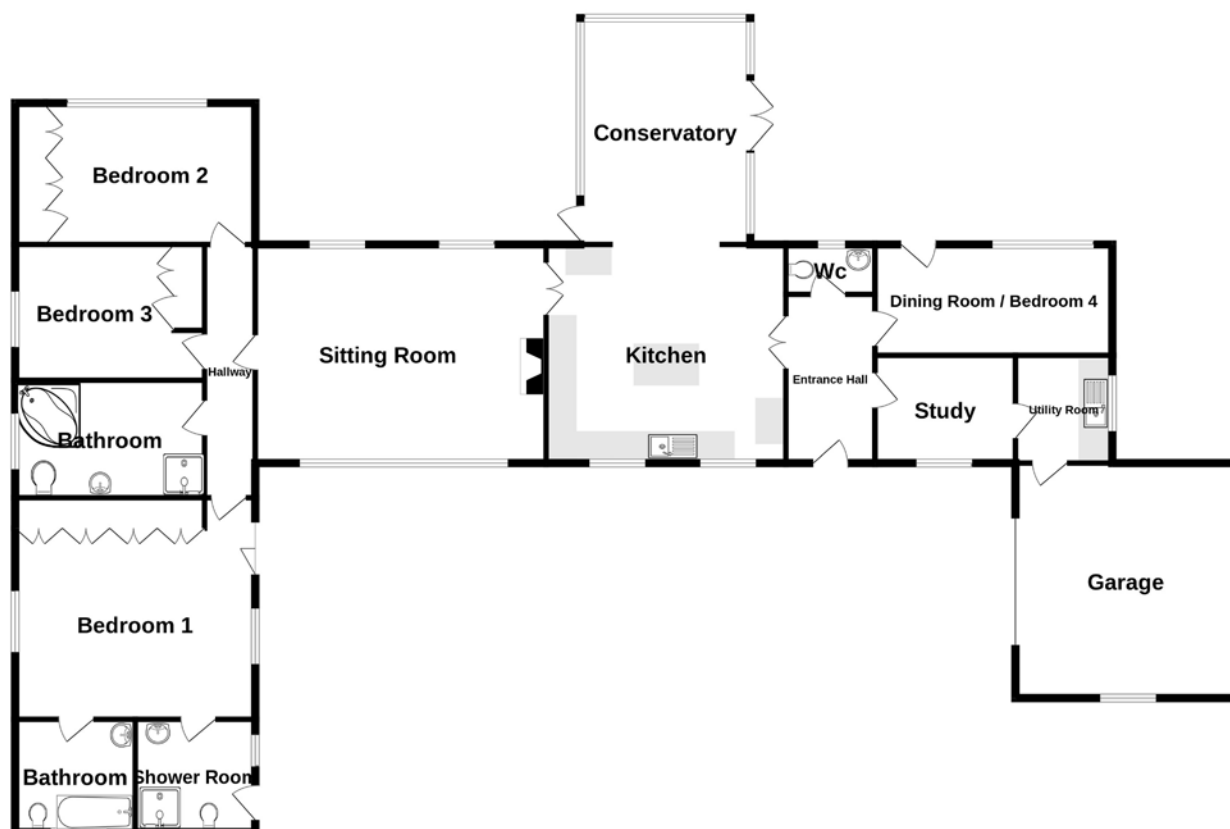 Conservatory
Bedroom 2
Wc
Dining Room / Bedroom 4
Bedroom 3
Sitting Room
Kitchen
Hallway
Entrance Hall
Study
Utility Room
Bathroom
Garage
Bedroom 1
Bathroom
Shower Room